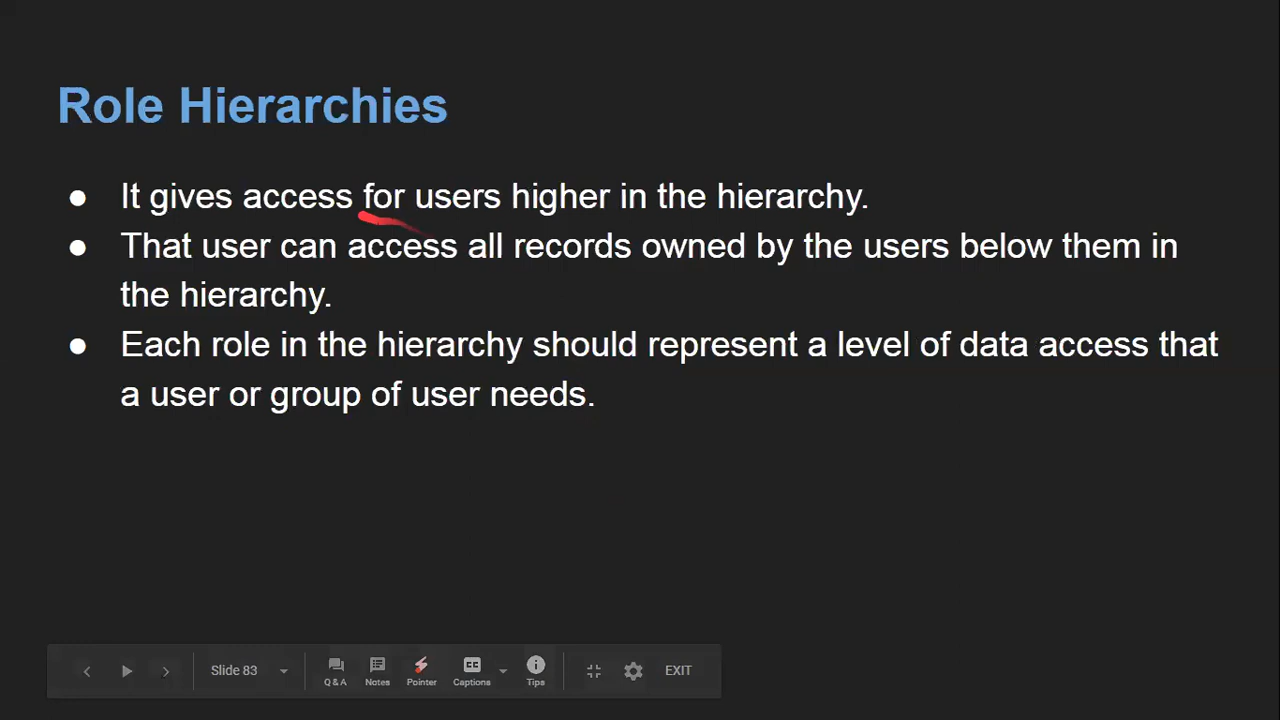 Role Hierarchies
● It gives access for users higher in the hierarchy.
● That user can access all records owned by the users below them in
the hierarchy.
● Each role in the hierarchy should represent a level of data access that
a user or group of user needs.
Slide 83
Q & A Notes Pointer Captions Tips EXIT